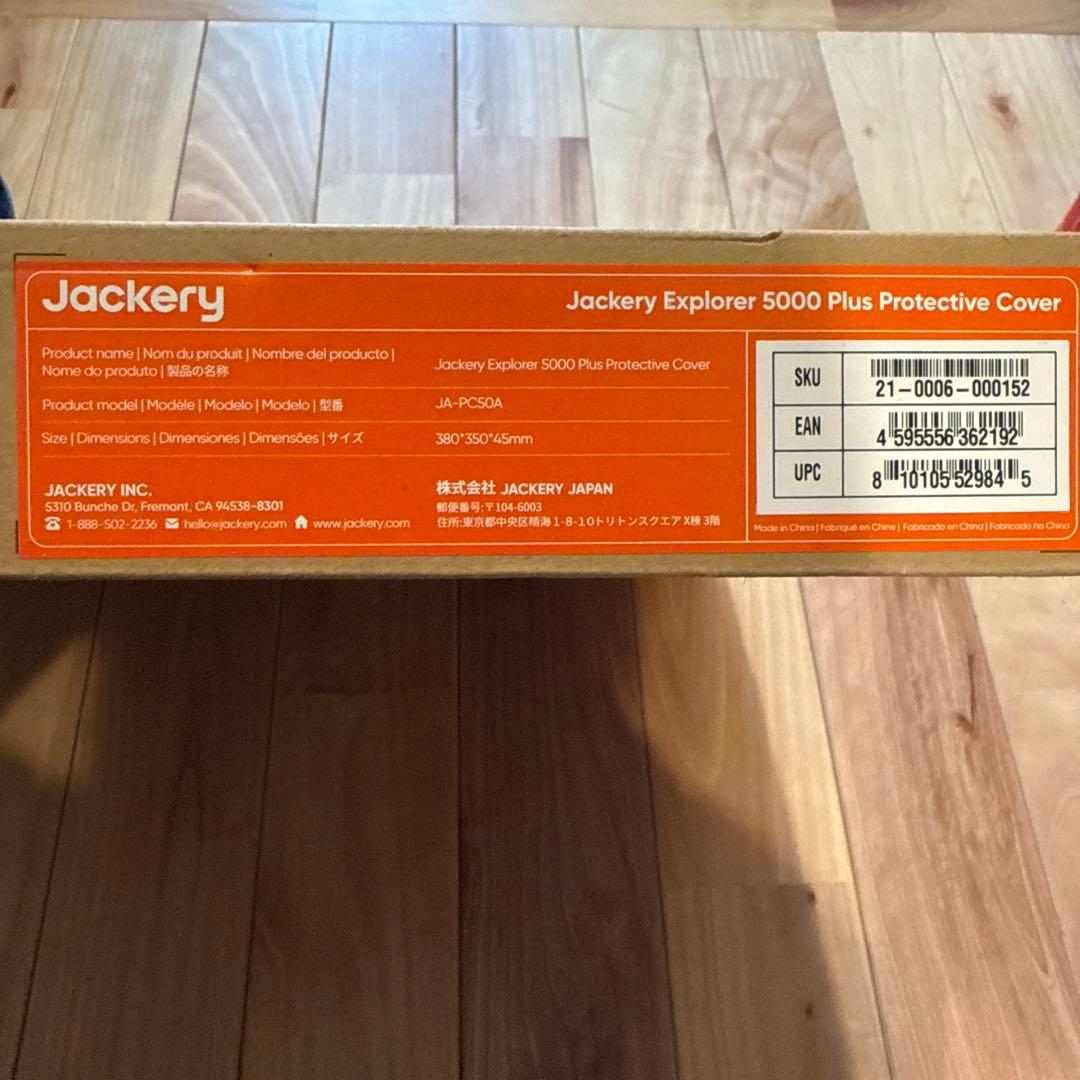 Jackery
Jackery Explorer 5000 Plus Protective Cover
Product name | Nom du produit | Nombre del producto |
Nome do produto | 製品の名称
Jackery Explorer 5000 Plus Protective Cover
Product model | Modèle | Modelo | Modelo | 型番
JA-PC50A
Size | Dimensions | Dimensiones | Dimensões | サイズ
380*350*45mm
JACKERY INC.
5310 Bunche Dr, Fremont, CA 94538-8301
1-888-502-2236 hello@jackery.com www.jackery.com
株式会社 JACKERY JAPAN
郵便番号:〒104-6003
住所:東京都中央区晴海1-8-10トリトンスクエア X棟 3階
SKU
21-0006-000152
EAN
4 595556 362192
UPC
8 10105 52984 5
Made in China | Fabriqué en Chine | Fabricado en China | Fabricado na China